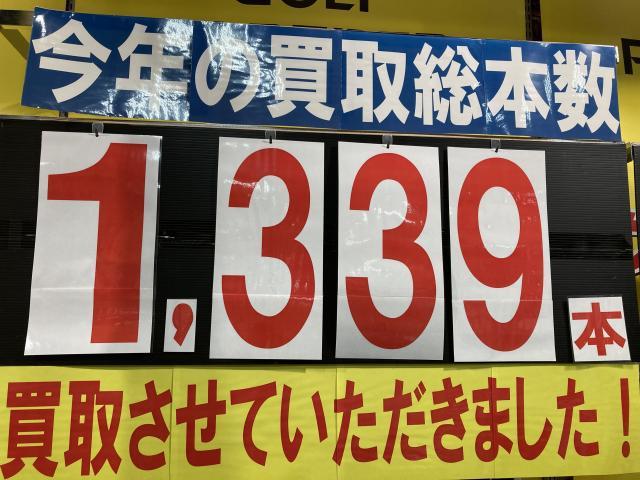 GOLF
今年の買取総本数
1,339本
買取させていただきました！